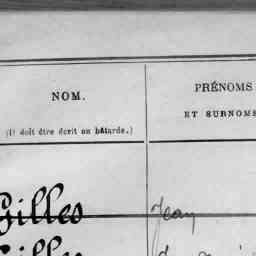 NOM.
(Il doit être écrit en bâtarde.)
PRÉNOMS
ET SURNOMS
Gilles Jean